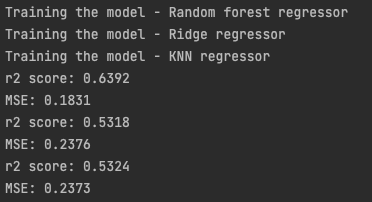 Training the model - Random forest regressor
Training the model - Ridge regressor
Training the model - KNN regressor
r2 score: 0.6392
MSE: 0.1831
r2 score: 0.5318
MSE: 0.2376
r2 score: 0.5324
MSE: 0.2373